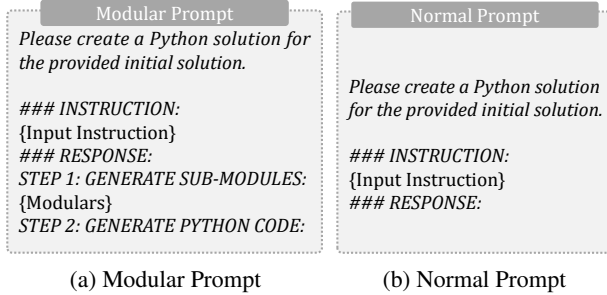 Modular Prompt
Please create a Python solution for
the provided initial solution.
### INSTRUCTION:
{Input Instruction}
### RESPONSE:
STEP 1: GENERATE SUB-MODULES:
{Modulars}
STEP 2: GENERATE PYTHON CODE:
(a) Modular Prompt
Normal Prompt
Please create a Python solution
for the provided initial solution.
### INSTRUCTION:
{Input Instruction}
### RESPONSE:
(b) Normal Prompt